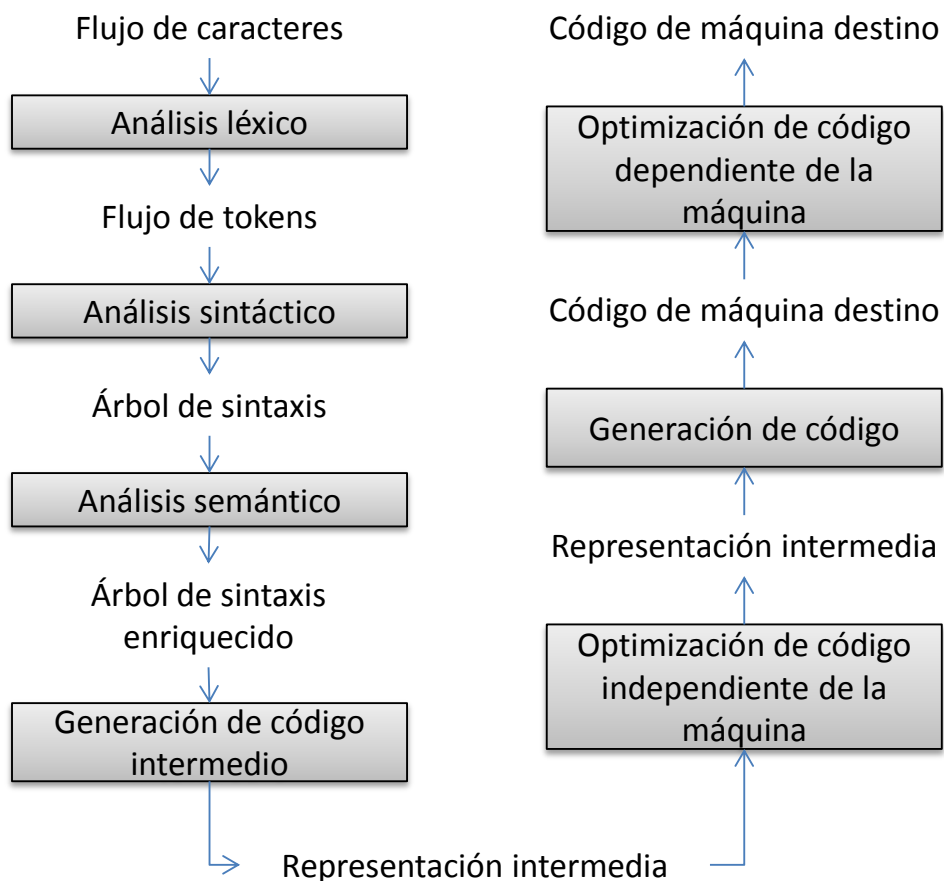 Flujo de caracteres
Análisis léxico
Flujo de tokens
Análisis sintáctico
Árbol de sintaxis
Análisis semántico
Árbol de sintaxis
enriquecido
Generación de código
intermedio
Representación intermedia
Optimización de código
independiente de la
máquina
Representación intermedia
Generación de código
Código de máquina destino
Optimización de código
dependiente de la
máquina
Código de máquina destino